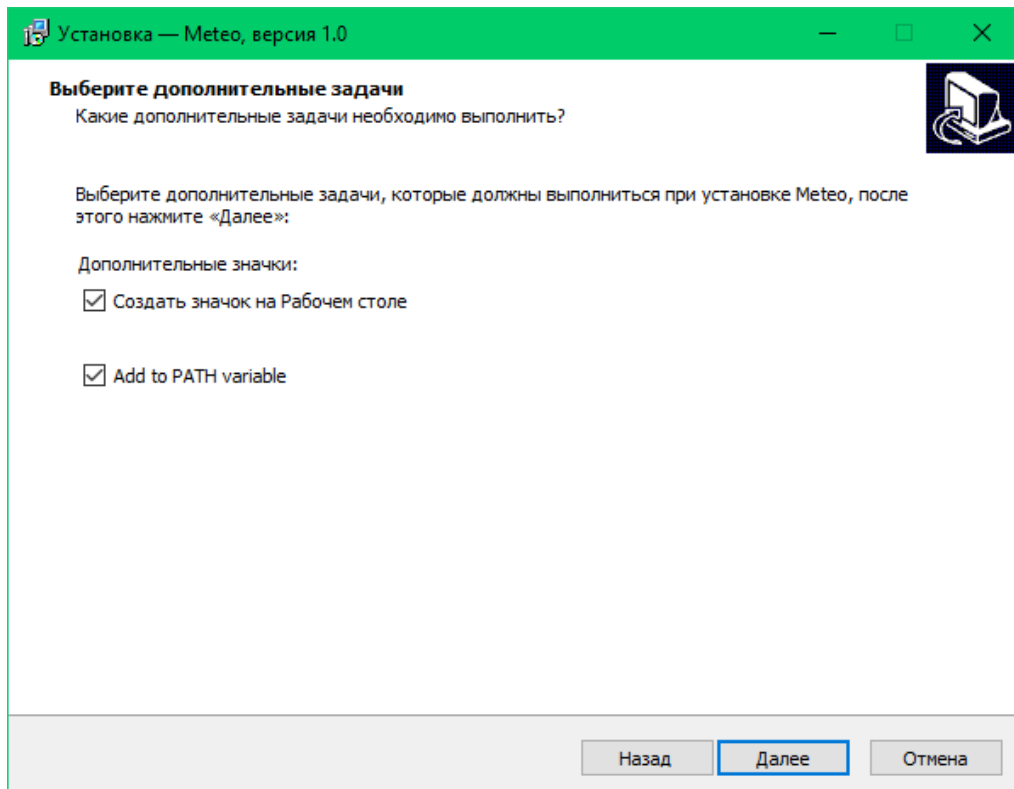 Установка — Meteo, версия 1.0
Выберите дополнительные задачи
Какие дополнительные задачи необходимо выполнить?
Выберите дополнительные задачи, которые должны выполниться при установке Meteo, после
этого нажмите «Далее»:
Дополнительные значки:
Создать значок на Рабочем столе
Add to PATH variable
Назад
Далее
Отмена